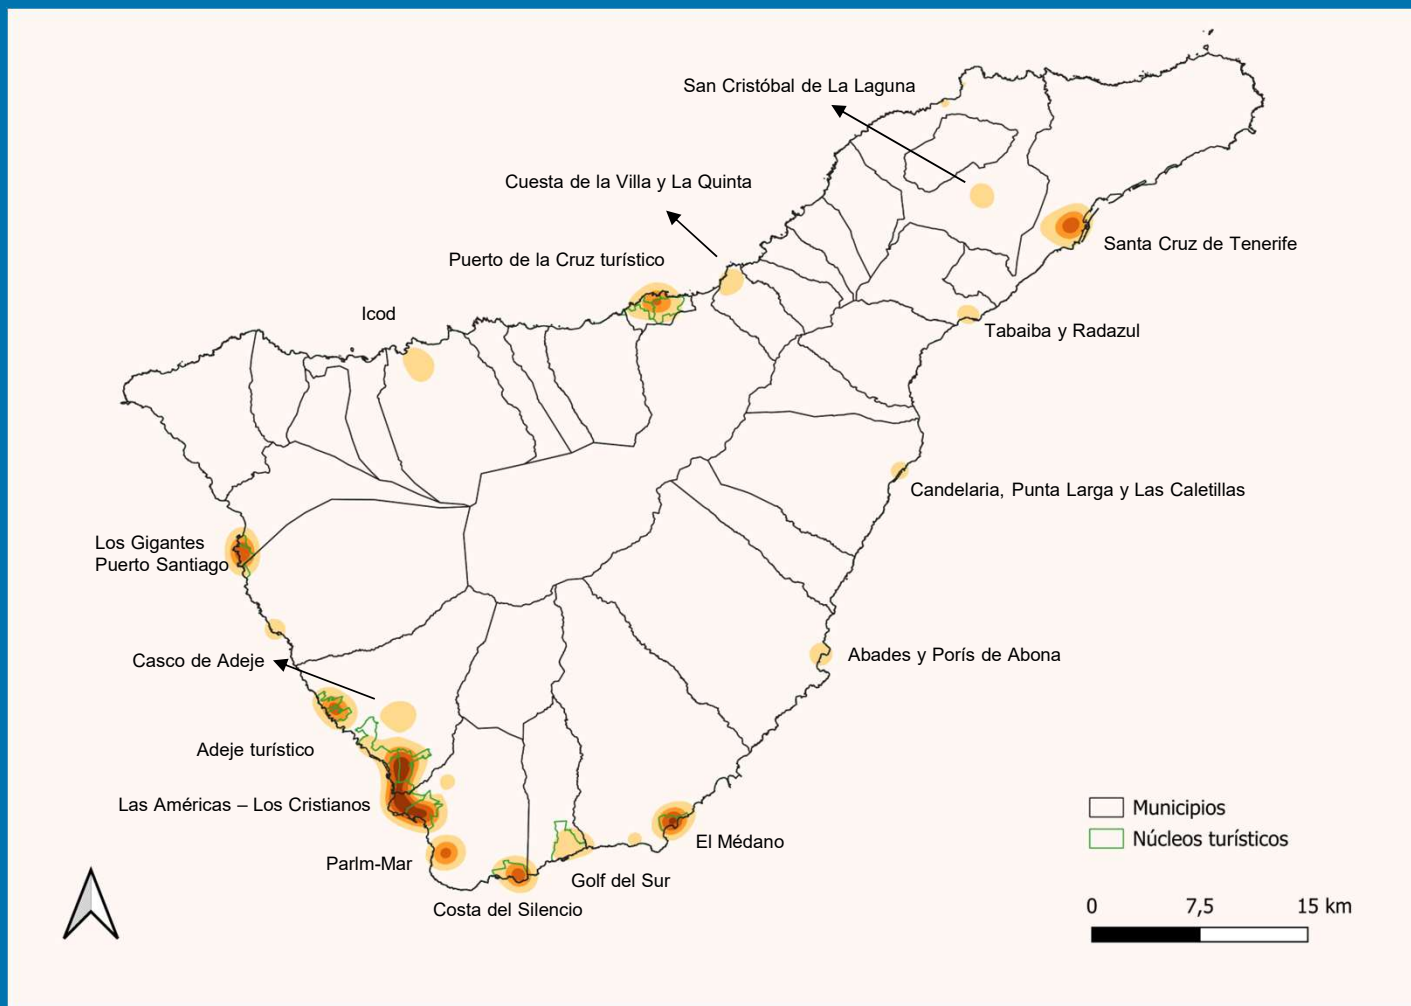 San Cristóbal de La Laguna
Cuesta de la Villa y La Quinta
Santa Cruz de Tenerife
Puerto de la Cruz turístico
Icod
Tabaiba y Radazul
Candelaria, Punta Larga y Las Caletillas
Los Gigantes
Puerto Santiago
Casco de Adeje
Abades y Porís de Abona
Adeje turístico
Las Américas – Los Cristianos
Municipios
Núcleos turísticos
El Médano
Parlm-Mar
Golf del Sur
Costa del Silencio
0 7,5 15 km